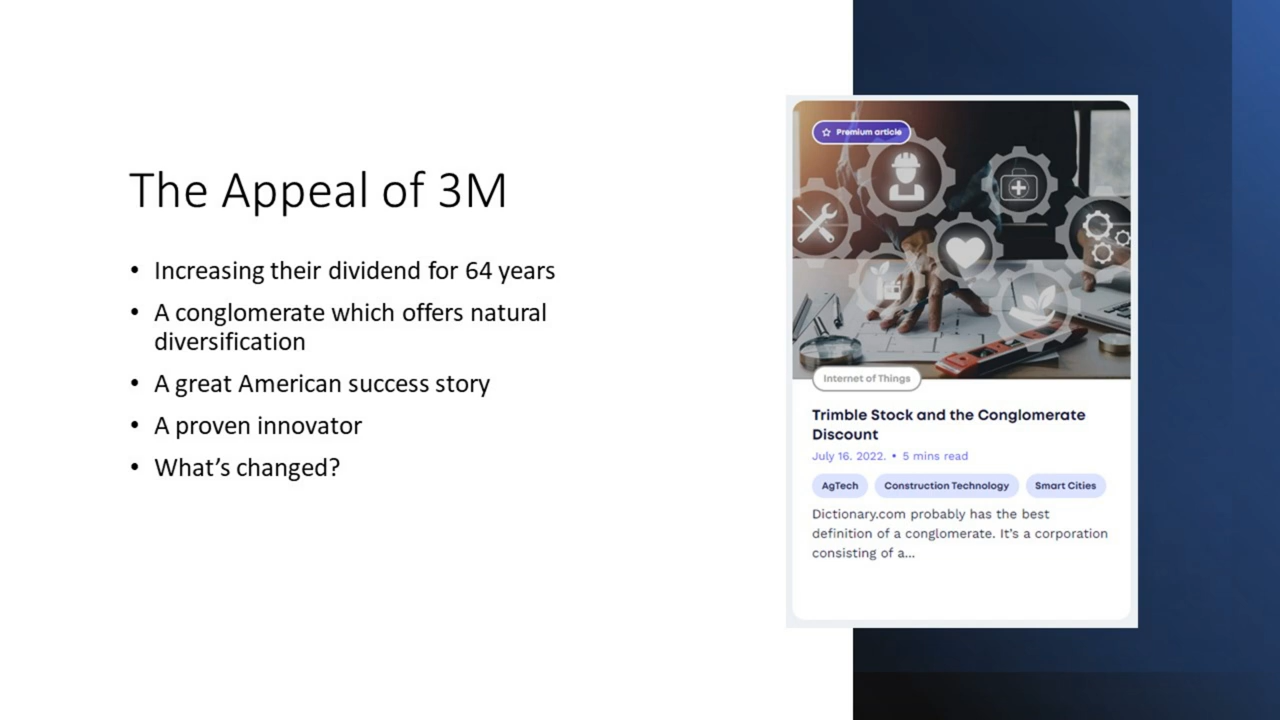 The Appeal of 3M
• Increasing their dividend for 64 years
• A conglomerate which offers natural
diversification
• A great American success story
• A proven innovator
• What's changed?
Premium article
Internet of Things
Trimble Stock and the Conglomerate
Discount
July 16. 2022. • 5 mins read
AgTech Construction Technology Smart Cities
Dictionary.com probably has the best
definition of a conglomerate. It's a corporation
consisting of a...